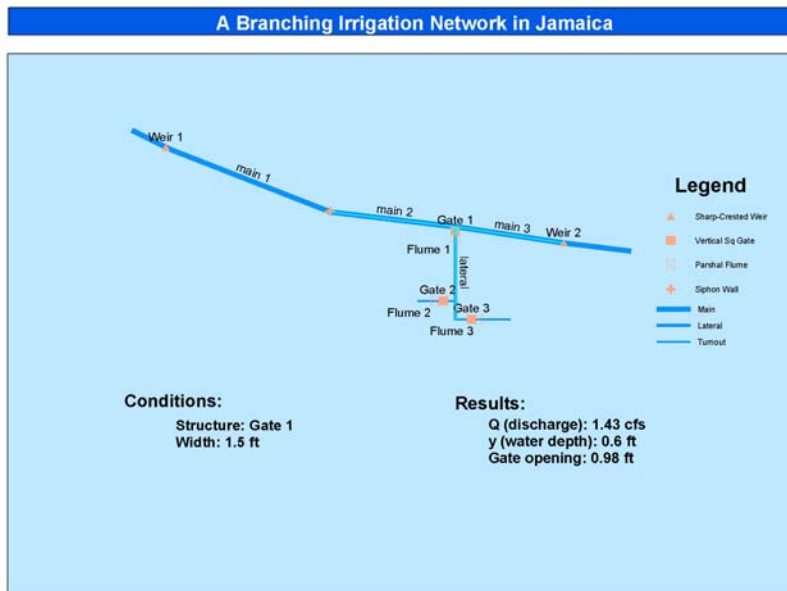 A Branching Irrigation Network in Jamaica
Weir 1
main 1
main 2
Gate 1
main 3
Weir 2
Flume 1
lateral
Gate 2
Flume 2
Gate 3
Flume 3
Legend
Sharp-Crested Weir
Vertical Sq Gate
Parshal Flume
Siphon Wall
Main
Lateral
Turnout
Conditions:
Structure: Gate 1
Width: 1.5 ft
Results:
Q (discharge): 1.43 cfs
y (water depth): 0.6 ft
Gate opening: 0.98 ft